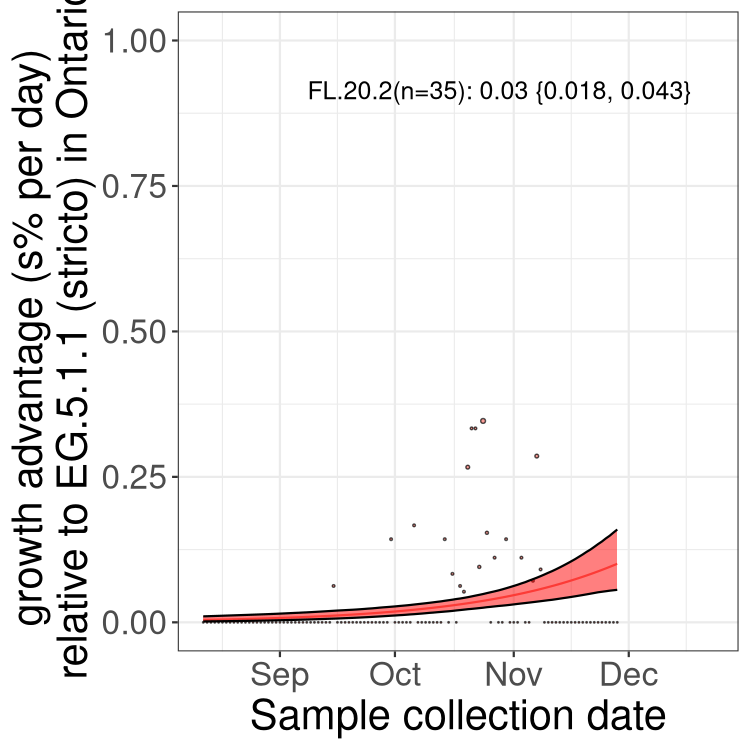 growth advantage (s% per day)
relative to EG.5.1.1 (stricto) in Ontario
1.00
0.75
0.50
0.25
0.00
FL.20.2(n=35): 0.03 {0.018, 0.043}
Sep Oct Nov Dec
Sample collection date